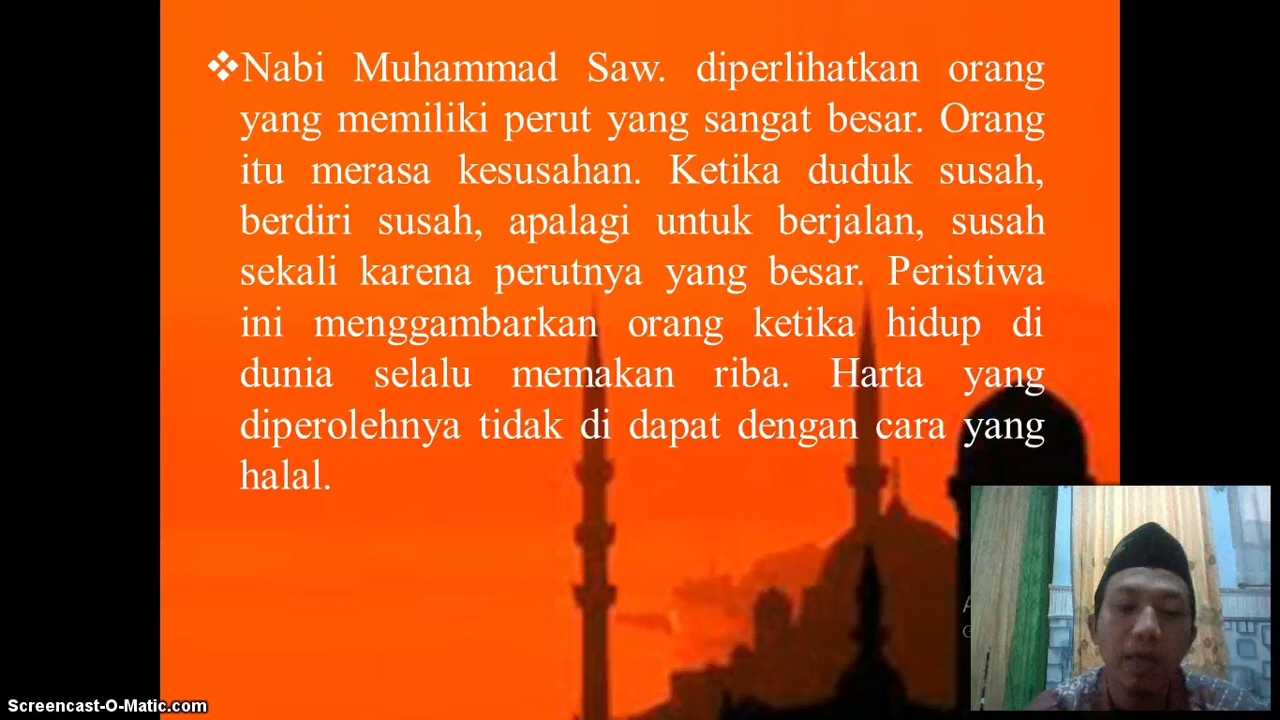 ❖Nabi Muhammad Saw. diperlihatkan orang
yang memiliki perut yang sangat besar. Orang
itu merasa kesusahan. Ketika duduk susah,
berdiri susah, apalagi untuk berjalan, susah
sekali karena perutnya yang besar. Peristiwa
ini menggambarkan orang ketika hidup di
dunia selalu memakan riba. Harta yang
diperolehnya tidak di dapat dengan cara yang
halal.
Screencast-O-Matic.com